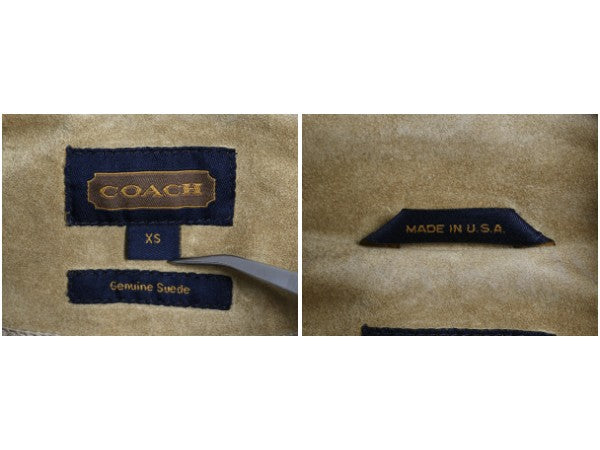 COACH
XS
Genuine Suede
MADE IN U.S.A.